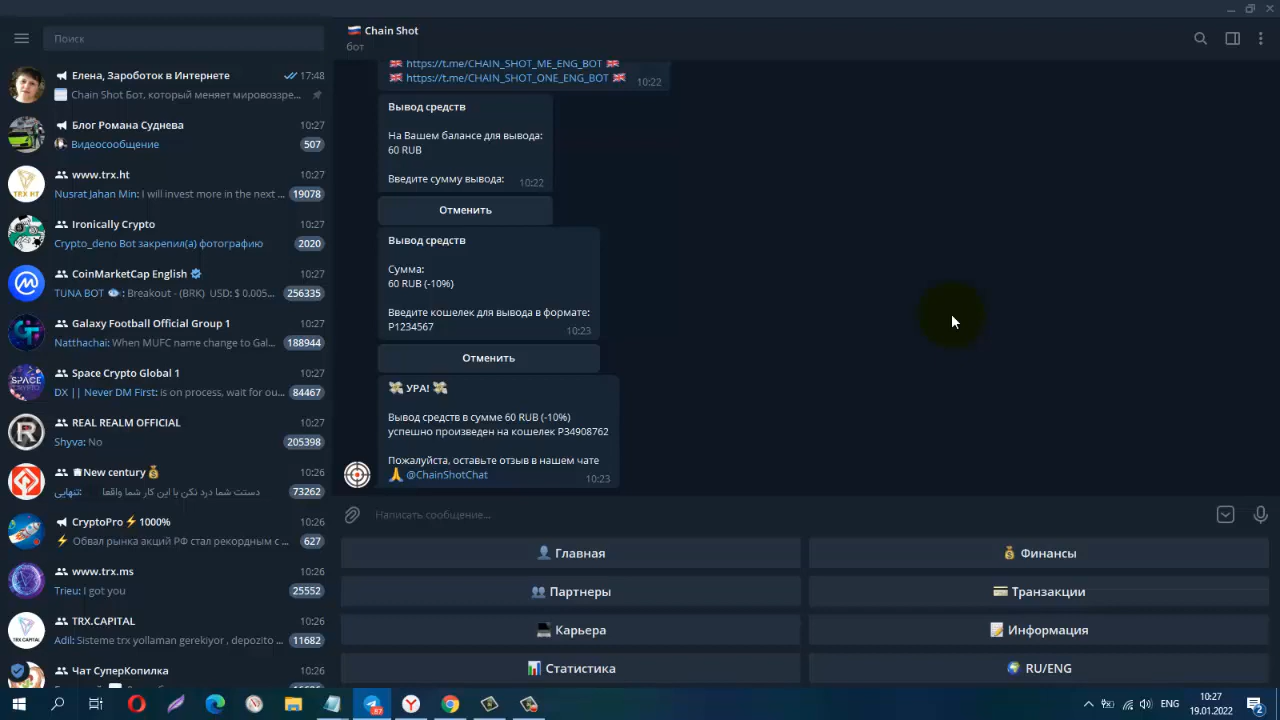 Поиск
Елена, Зароботок в Интернете
17:48
Chain Shot Бот, который меняет мировоззре...
Блог Романа Суднева
10:27
Видеосообщение
507
www.trx.ht
10:27
TRX HT
Nusrat Jahan Min: I will invest more in the next ...
19078
Ironically Crypto
10:27
Crypto_deno Bot закрепил(а) фотографию
2020
CoinMarketCap English
10:27
TUNA BOT 👁: Breakout - (BRK) USD: $ 0.005...
256335
Galaxy Football Official Group 1
10:27
Natthachai: When MUFC name change to Gal...
188944
Space Crypto Global 1
10:27
SPACE
DX || Never DM First: is on process, wait for ou...
84467
REAL REALM OFFICIAL
10:27
Shyva: No
205398
New century 💰
10:26
تنهایی: دستت شما درد نکن با این کار شما واقعا
73262
CryptoPro ⚡ 1000%
10:26
⚡ Обвал рынка акций РФ стал рекордным с ...
627
www.trx.ms
10:26
Trieu: I got you
25552
TRX.CAPITAL
10:26
Adil: Sisteme trx yollaman gerekiyor , depozito ...
11682
Чат СуперКопилка
10:26
🇷🇺 Chain Shot
бот
🇬🇧 https://t.me/CHAIN_SHOT_ME_ENG_BOT 🇬🇧
🇬🇧 https://t.me/CHAIN_SHOT_ONE_ENG_BOT 🇬🇧
10:22
Вывод средств
На Вашем балансе для вывода:
60 RUB
Введите сумму вывода:
10:22
Отменить
Вывод средств
Сумма:
60 RUB (-10%)
Введите кошелек для вывода в формате:
P1234567
10:23
Отменить
💸 УРА! 💸
Вывод средств в сумме 60 RUB (-10%)
успешно произведен на кошелек P34908762
Пожалуйста, оставьте отзыв в нашем чате
🙏 @ChainShotChat
10:23
Написать сообщение...
👤 Главная
💰 Финансы
👥 Партнеры
💳 Транзакции
Карьера
📝 Информация
📊 Статистика
🌍 RU/ENG
ENG
10:27
19.01.2022
2